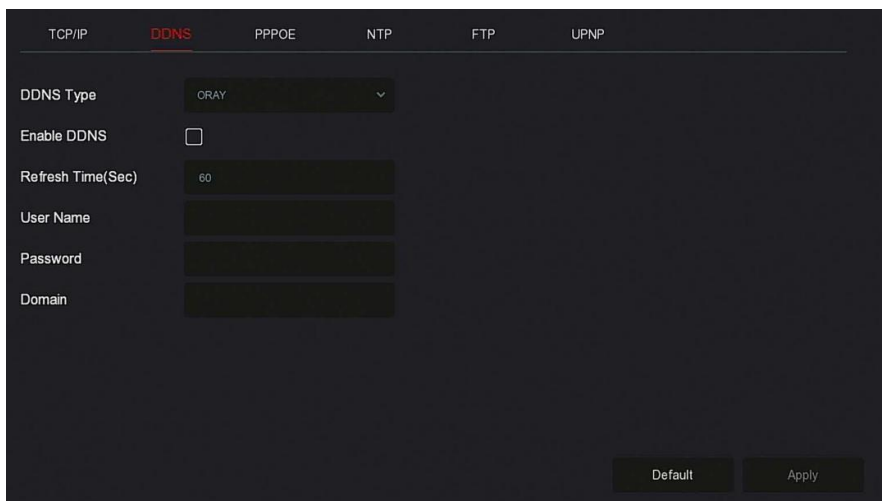 TCP/IP DDNS PPPOE NTP FTP UPNP
DDNS Type ORAY
Enable DDNS
Refresh Time(Sec) 60
User Name
Password
Domain
Default Apply